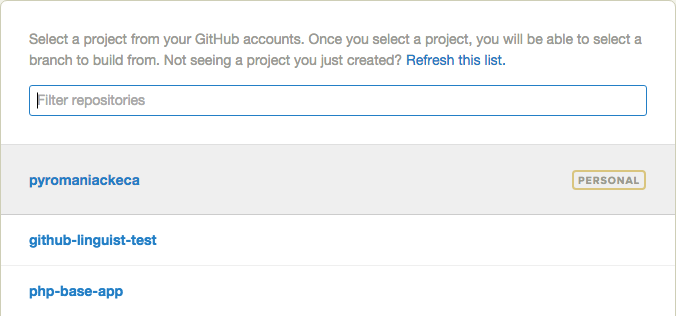 Select a project from your GitHub accounts. Once you select a project, you will be able to select a
branch to build from. Not seeing a project you just created? Refresh this list.
Filter repositories
pyromaniackeca PERSONAL
github-linguist-test
php-base-app